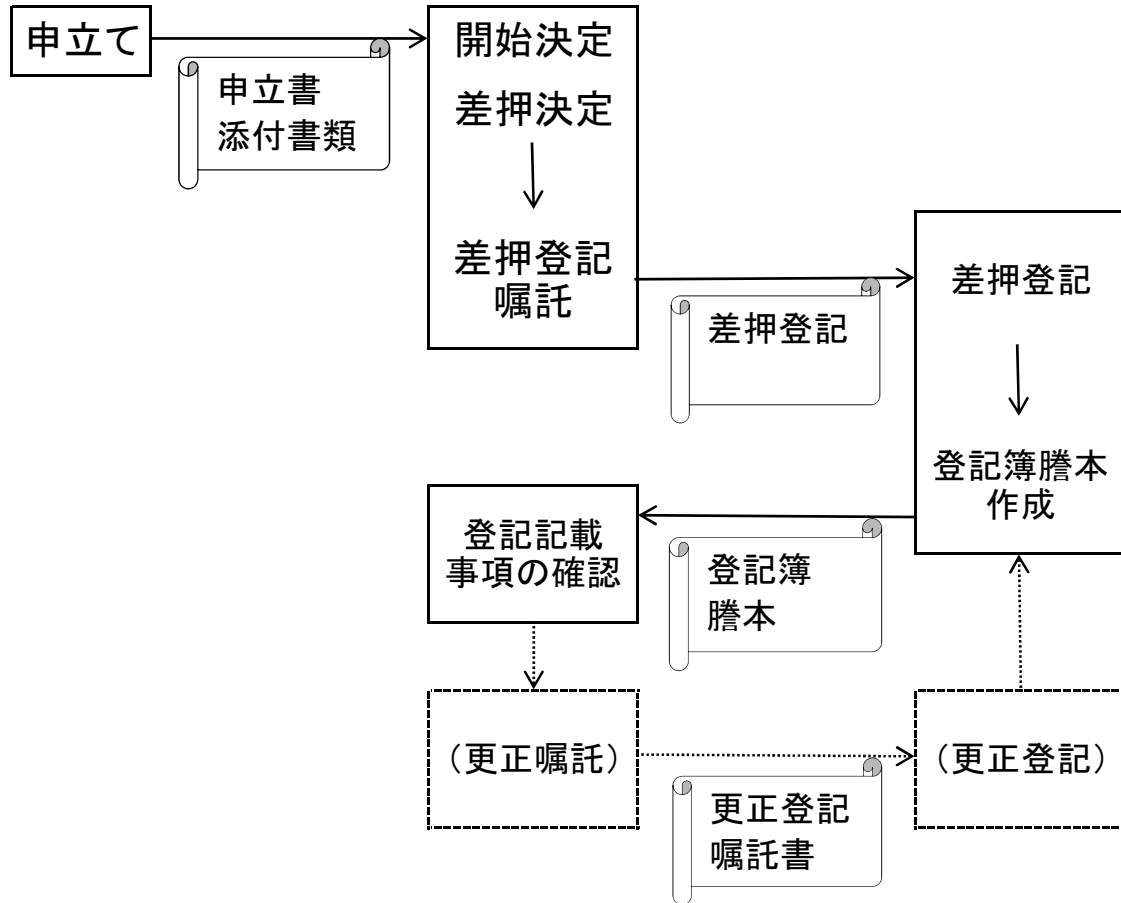 申立て
申立書
添付書類
開始決定
差押決定
差押登記
嘱託
差押登記
差押登記
登記簿謄本
作成
登記簿
謄本
登記記載
事項の確認
(更正嘱託)
更正登記
嘱託書
(更正登記)